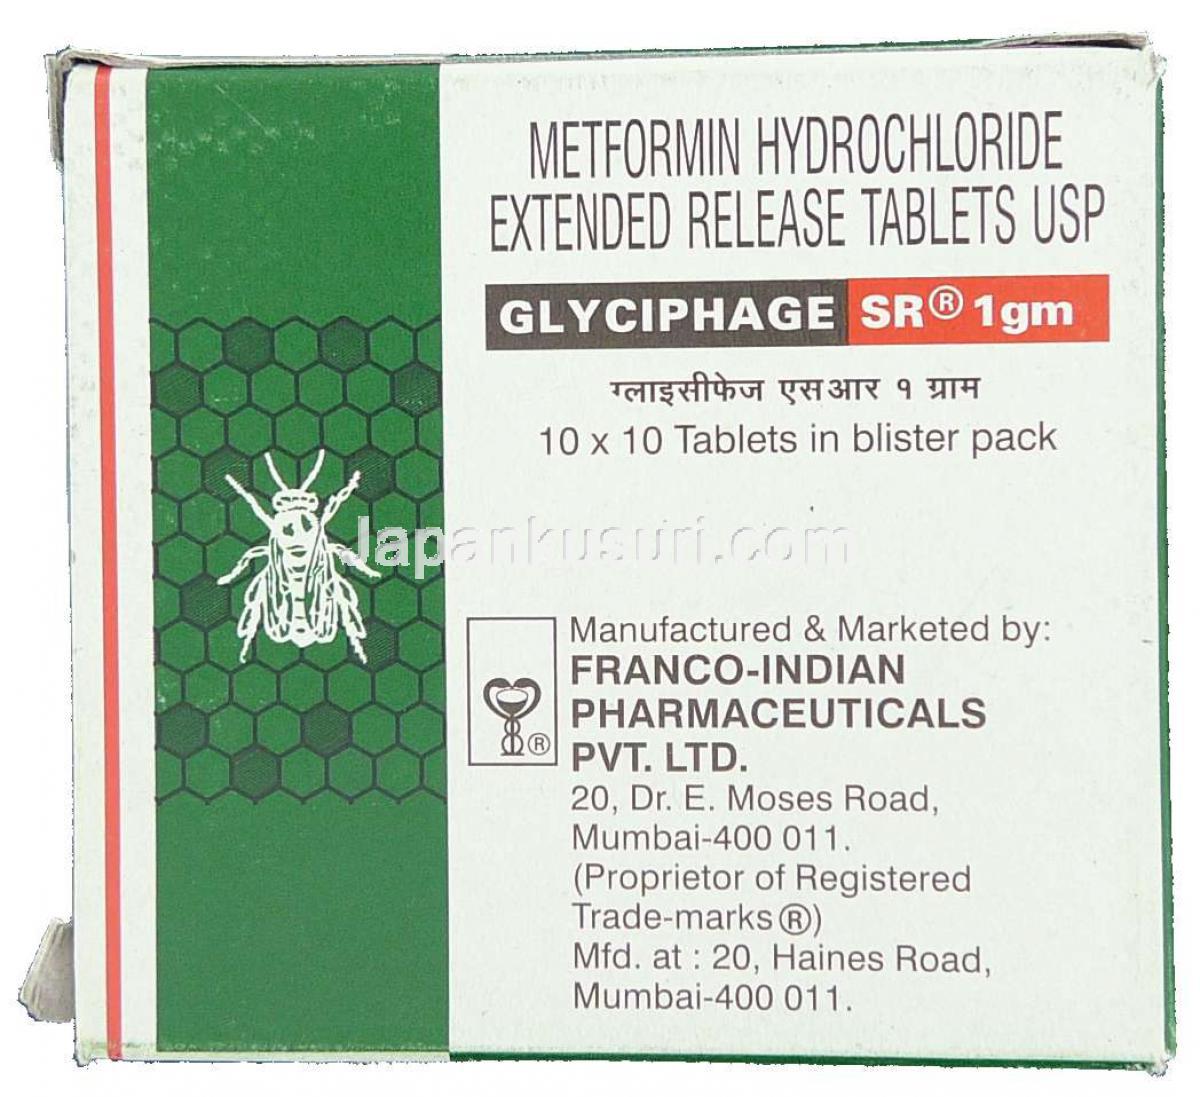 METFORMIN HYDROCHLORIDE
EXTENDED RELEASE TABLETS USP
GLYCIPHAGE SR® 1gm
ग्लाइसीफेज एसआर १ ग्राम
10 x 10 Tablets in blister pack
Japankusuri.com
Manufactured & Marketed by:
FRANCO-INDIAN
PHARMACEUTICALS
PVT. LTD.
®
20, Dr. E. Moses Road,
Mumbai-400 011.
(Proprietor of Registered
Trade-marks ®)
Mfd. at : 20, Haines Road,
Mumbai-400 011.